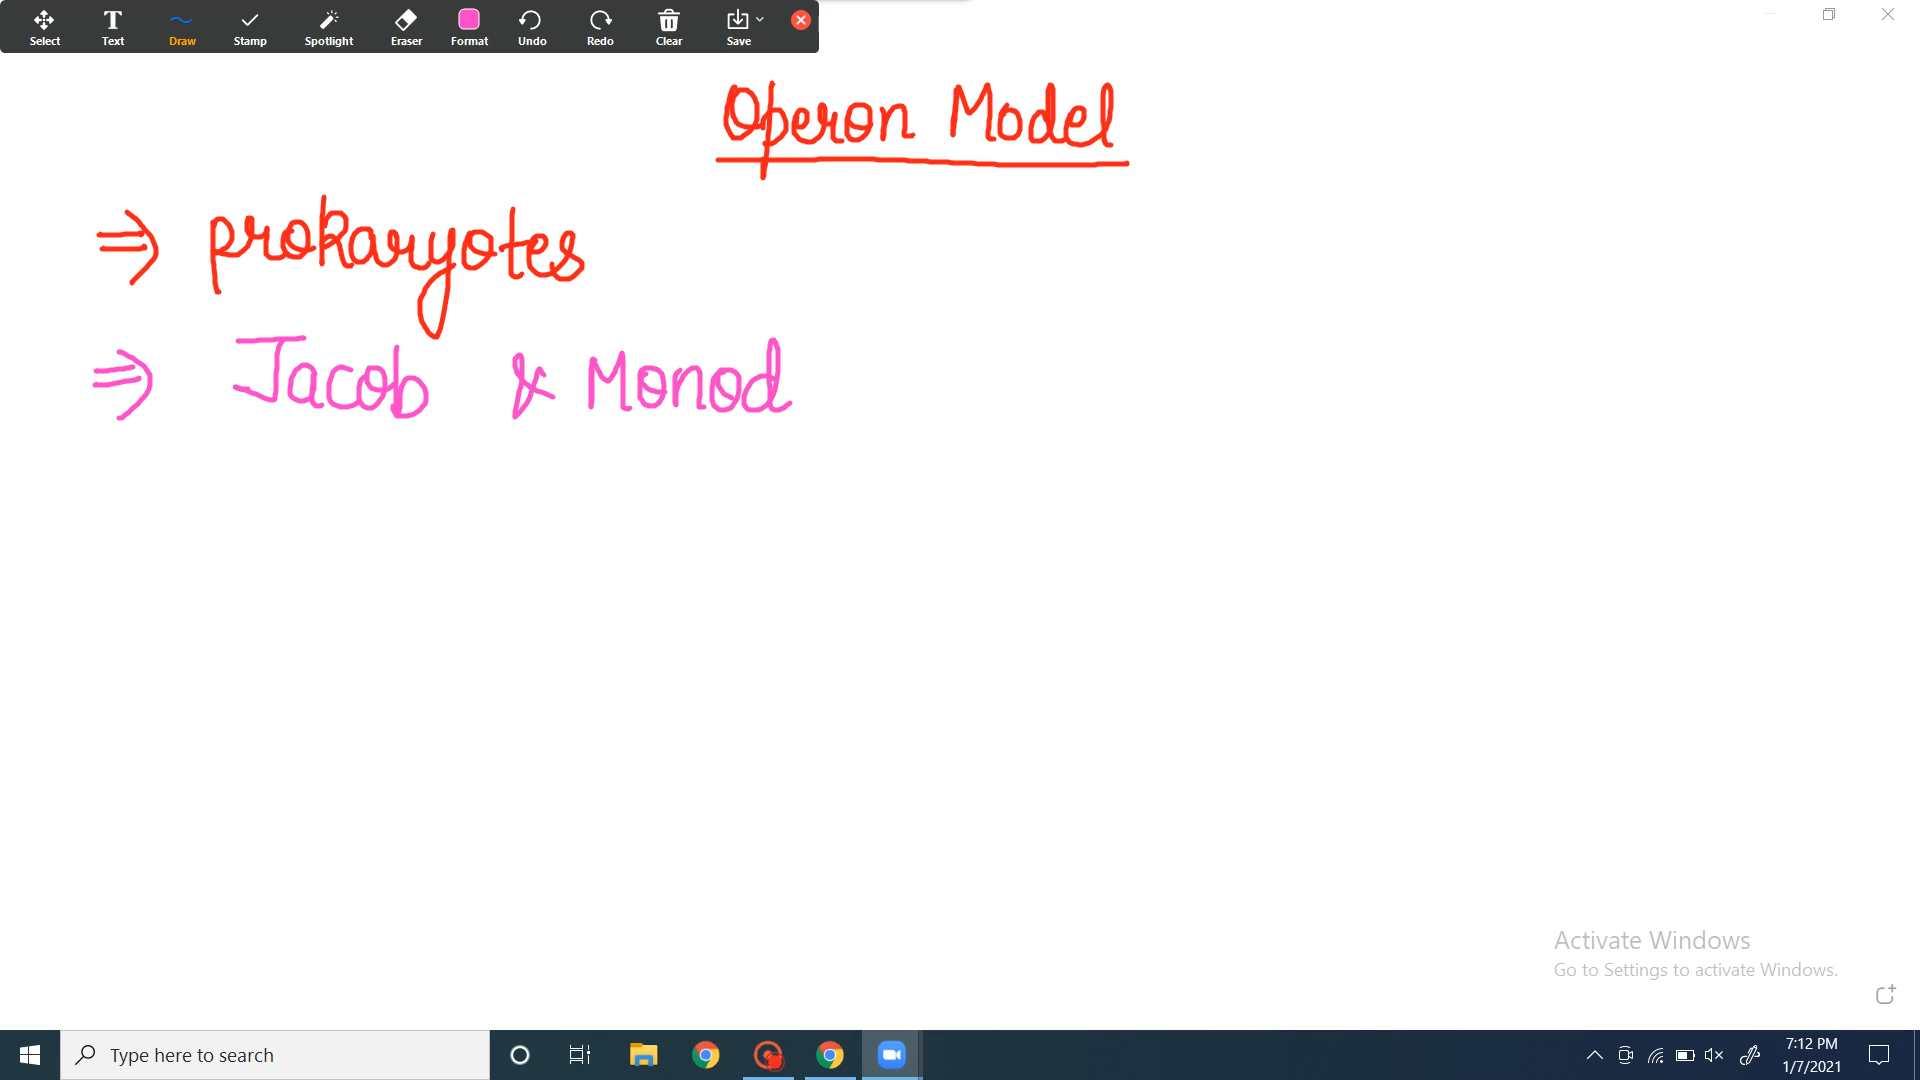 Select Text Draw Stamp Spotlight Eraser Format Undo Redo Clear Save
Operon Model
⇒ prokaryotes
⇒ Jacob & Monod
Activate Windows
Go to Settings to activate Windows.
Type here to search
7:12 PM
1/7/2021